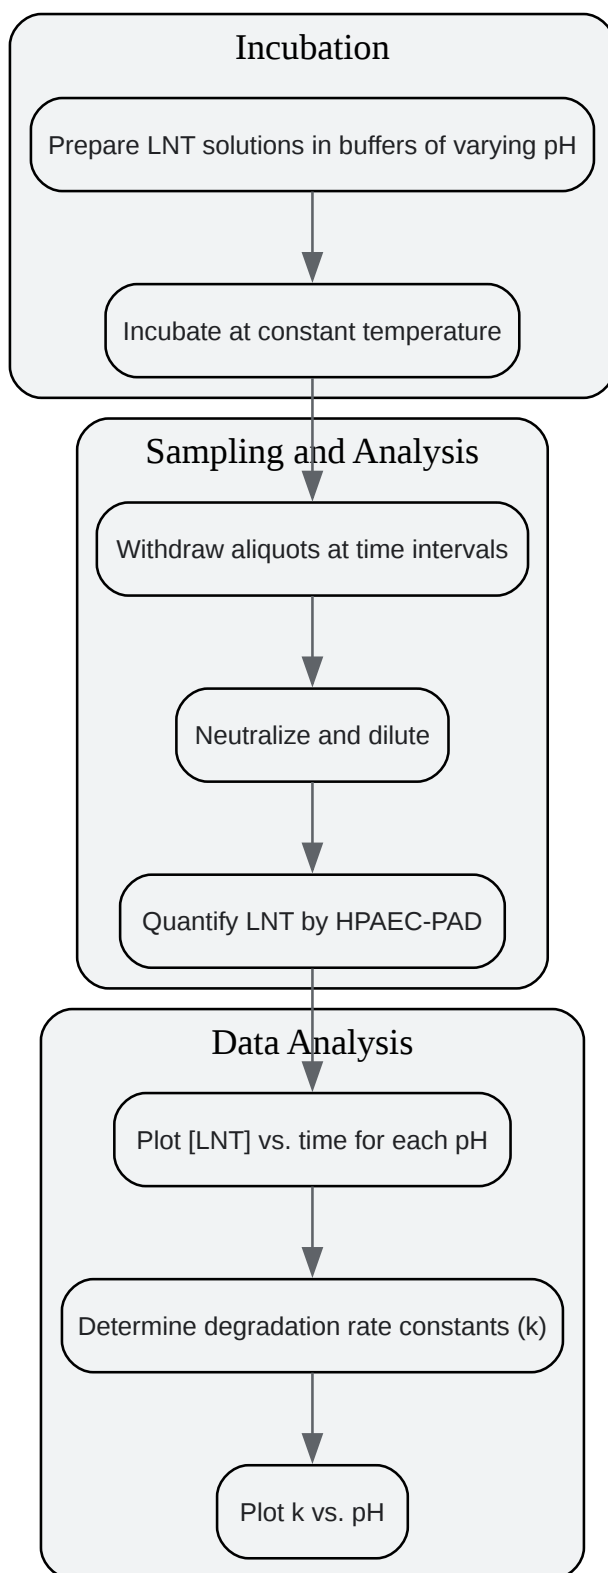 Incubation
Prepare LNT solutions in buffers of varying pH
Incubate at constant temperature
Sampling and Analysis
Withdraw aliquots at time intervals
Neutralize and dilute
Quantify LNT by HPAEC-PAD
Data Analysis
Plot [LNT] vs. time for each pH
Determine degradation rate constants (k)
Plot k vs. pH